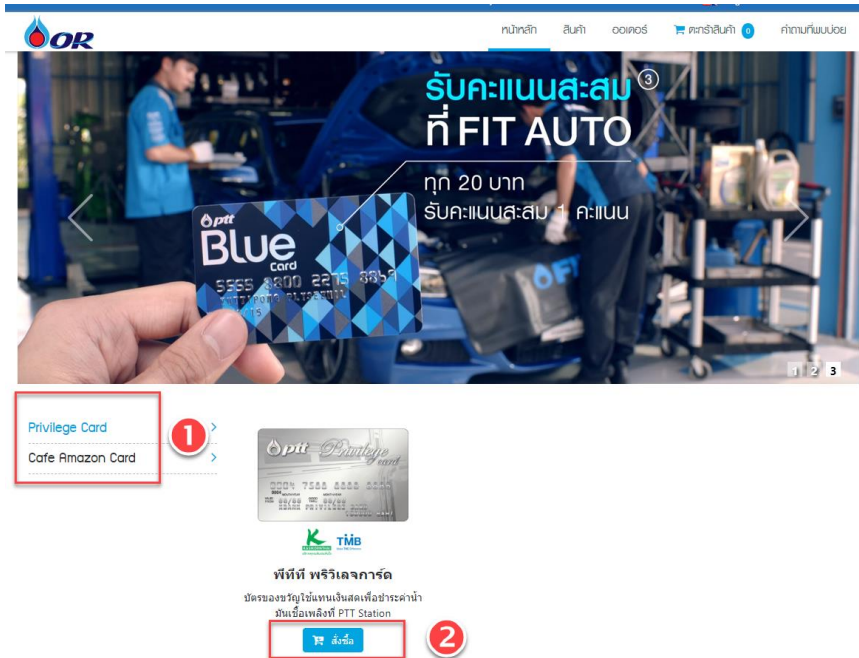 OR
หน้าหลัก
สินค้า
ออเดอร์
ตะกร้าสินค้า 0
คำถามที่พบบ่อย
รับคะแนนสะสม 3
ที่ FIT AUTO
ทุก 20 บาท
รับคะแนนสะสม 1 คะแนน
ptt
Blue
card
1 2 3
Privilege Card
Cafe Amazon Card
1
ptt Privilege
card
TMB
พีทีที พริวิเลจการ์ด
บัตรของขวัญใช้แทนเงินสดเพื่อชำระค่าน้ำ
มันเชื้อเพลิงที่ PTT Station
สั่งซื้อ
2